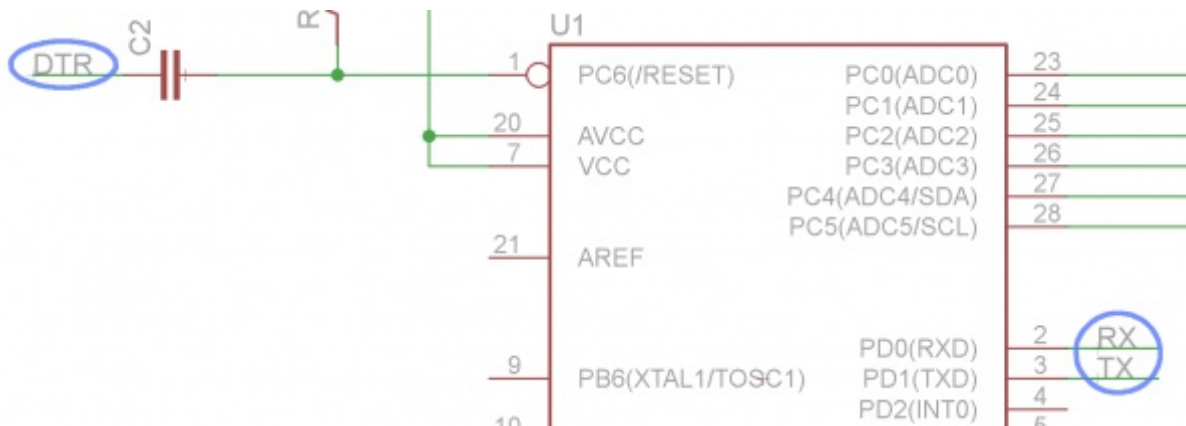 DTR
C2
R
U1
1 PC6(/RESET)
20 AVCC
7 VCC
21 AREF
9 PB6(XTAL1/TOSC1)
10
PC0(ADC0) 23
PC1(ADC1) 24
PC2(ADC2) 25
PC3(ADC3) 26
PC4(ADC4/SDA) 27
PC5(ADC5/SCL) 28
PD0(RXD) 2 RX
PD1(TXD) 3 TX
PD2(INT0) 4
5